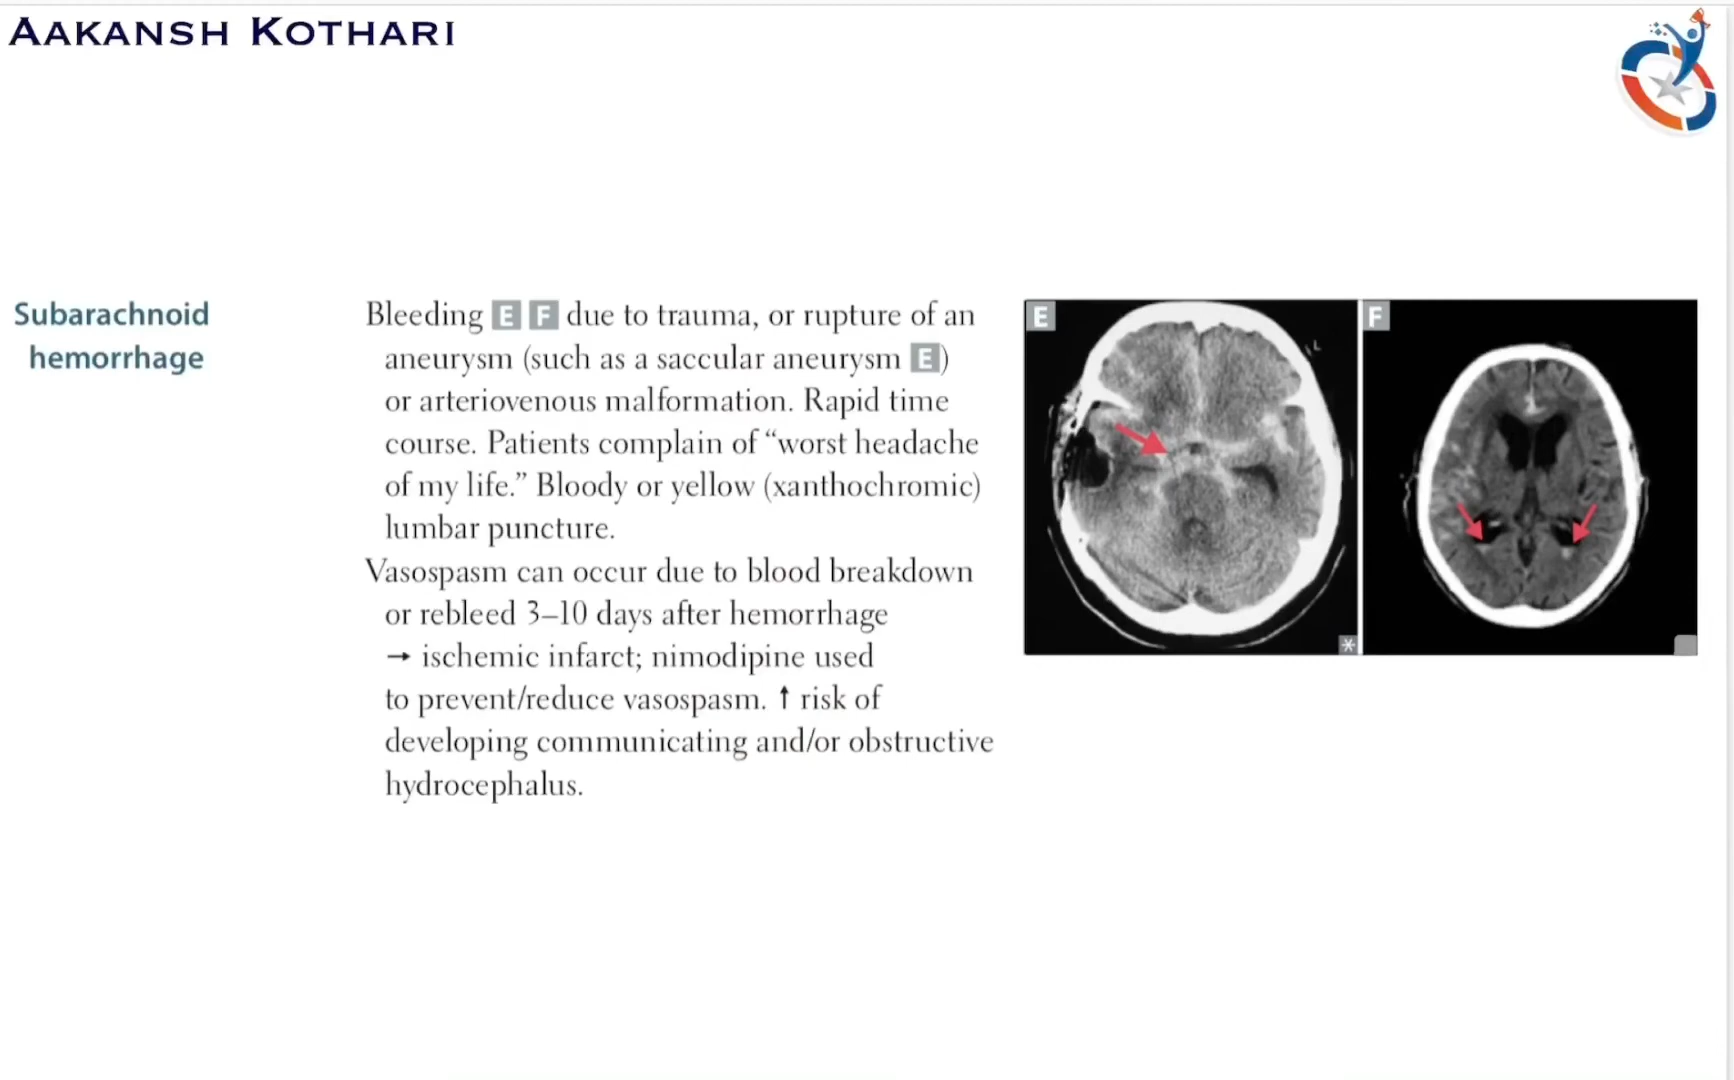 AAKANSH KOTHARI
Subarachnoid
hemorrhage
Bleeding E F due to trauma, or rupture of an
aneurysm (such as a saccular aneurysm E)
or arteriovenous malformation. Rapid time
course. Patients complain of “worst headache
of my life.” Bloody or yellow (xanthochromic)
lumbar puncture.
Vasospasm can occur due to blood breakdown
or rebleed 3–10 days after hemorrhage
→ ischemic infarct; nimodipine used
to prevent/reduce vasospasm. ↑ risk of
developing communicating and/or obstructive
hydrocephalus.
E
L
*
F